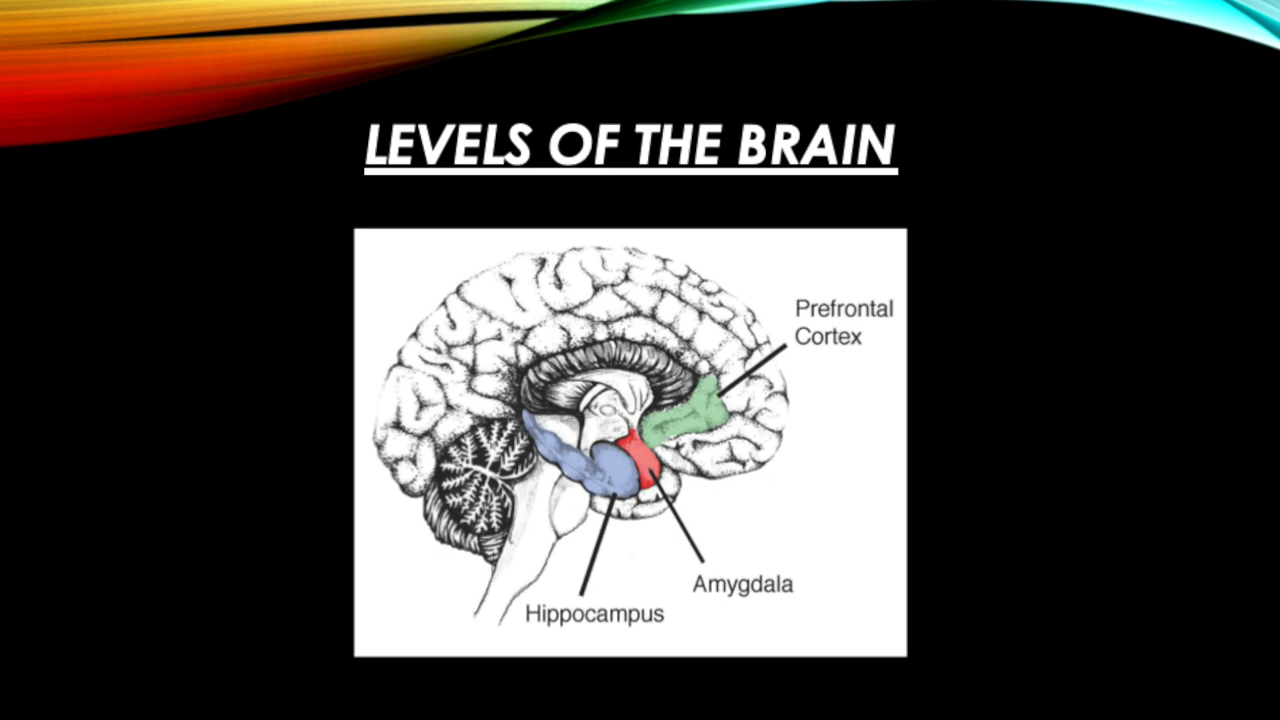 LEVELS OF THE BRAIN
Prefrontal
Cortex
Amygdala
Hippocampus